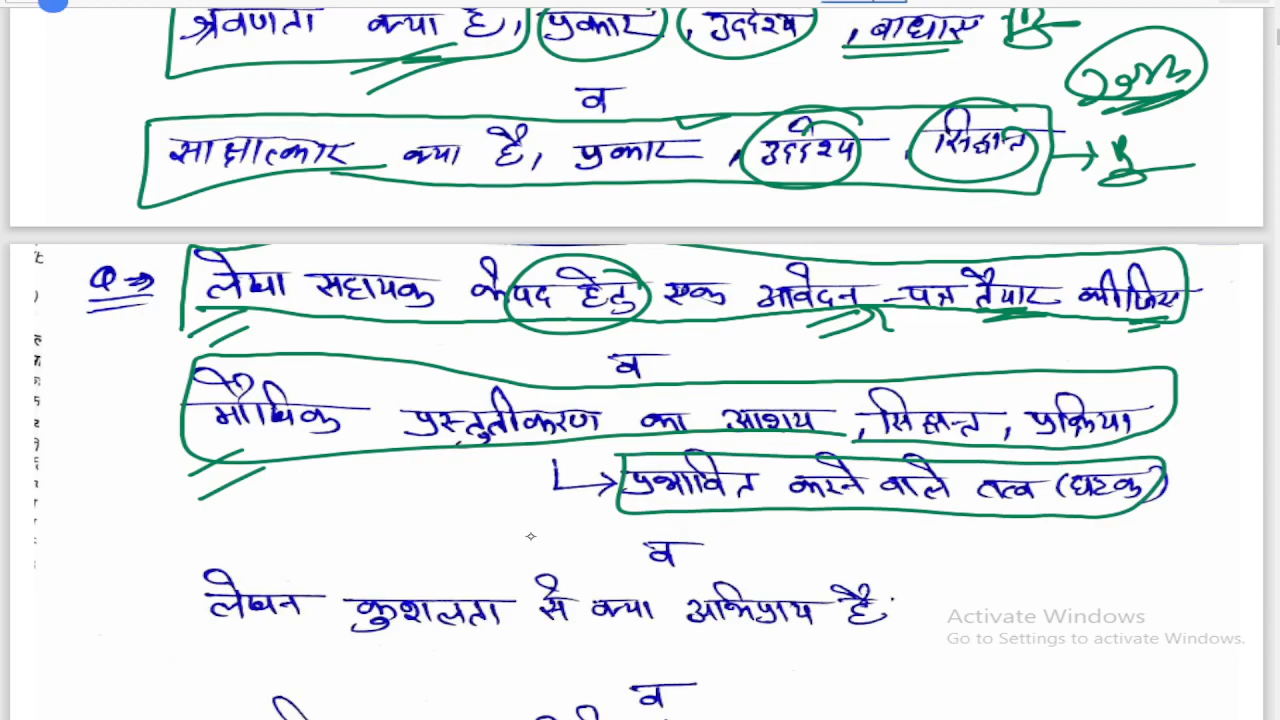 श्रवणता क्या है, प्रकार, उद्देश्य, बाधाएं
व
साक्षात्कार क्या है, प्रकार, उद्देश्य, सिद्धान्त
Q ⇒ लेखा सहायक के पद हेतु एक आवेदन-पत्र तैयार कीजिए
व
मौखिक प्रस्तुतीकरण का आशय, सिद्धान्त, प्रक्रिया
↳ प्रभावित करने वाले तत्व (घटक)
व
लेखन कुशलता से क्या अभिप्राय है
Activate Windows
Go to Settings to activate Windows.
व